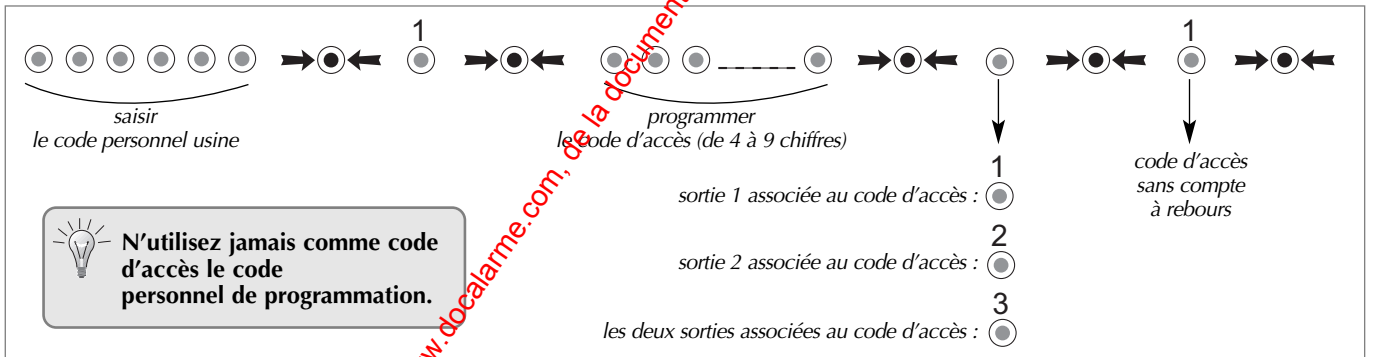 1
1
saisir
le code personnel usine
programmer
le code d'accès (de 4 à 9 chiffres)
code d'accès
sans compte
à rebours
1
sortie 1 associée au code d'accès :
2
sortie 2 associée au code d'accès :
3
les deux sorties associées au code d'accès :
N'utilisez jamais comme code
d'accès le code
personnel de programmation.
www.docalarme.com, de la document